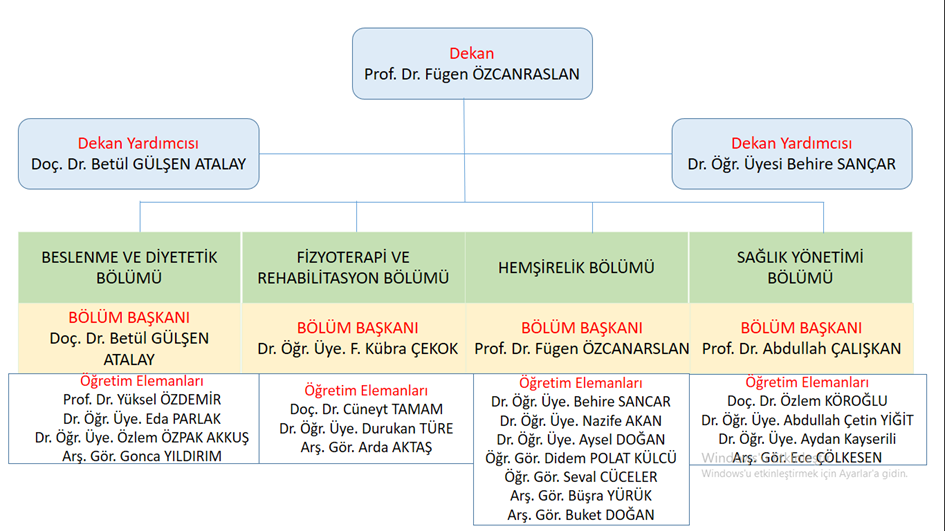 Dekan
Prof. Dr. Fügen ÖZCANRASLAN
Dekan Yardımcısı
Doç. Dr. Betül GÜLŞEN ATALAY
Dekan Yardımcısı
Dr. Öğr. Üyesi Behire SANÇAR
BESLENME VE DİYETETİK
BÖLÜMÜ
FİZYOTERAPİ VE
REHABİLİTASYON BÖLÜMÜ
HEMŞİRELİK BÖLÜMÜ
SAĞLIK YÖNETİMİ
BÖLÜMÜ
BÖLÜM BAŞKANI
Doç. Dr. Betül GÜLŞEN
ATALAY
BÖLÜM BAŞKANI
Dr. Öğr. Üye. F. Kübra ÇEKOK
BÖLÜM BAŞKANI
Prof. Dr. Fügen ÖZCANARSLAN
BÖLÜM BAŞKANI
Prof. Dr. Abdullah ÇALIŞKAN
Öğretim Elemanları
Prof. Dr. Yüksel ÖZDEMİR
Dr. Öğr. Üye. Eda PARLAK
Dr. Öğr. Üye. Özlem ÖZPAK AKKUŞ
Arş. Gör. Gonca YILDIRIM
Öğretim Elemanları
Doç. Dr. Cüneyt TAMAM
Dr. Öğr. Üye. Durukan TÜRE
Arş. Gör. Arda AKTAŞ
Öğretim Elemanları
Dr. Öğr. Üye. Behire SANCAR
Dr. Öğr. Üye. Nazife AKAN
Dr. Öğr. Üye. Aysel DOĞAN
Öğr. Gör. Didem POLAT KÜLCÜ
Öğr. Gör. Seval CÜCELER
Arş. Gör. Büşra YÜRÜK
Arş. Gör. Buket DOĞAN
Öğretim Elemanları
Doç. Dr. Özlem KÖROĞLU
Dr. Öğr. Üye. Abdullah Çetin YİĞİT
Dr. Öğr. Üye. Aydan Kayserili
Arş. Gör. Ede ÇÖLKESEN
Windows'u etkinleştirmek için Ayarlar'a gidin.